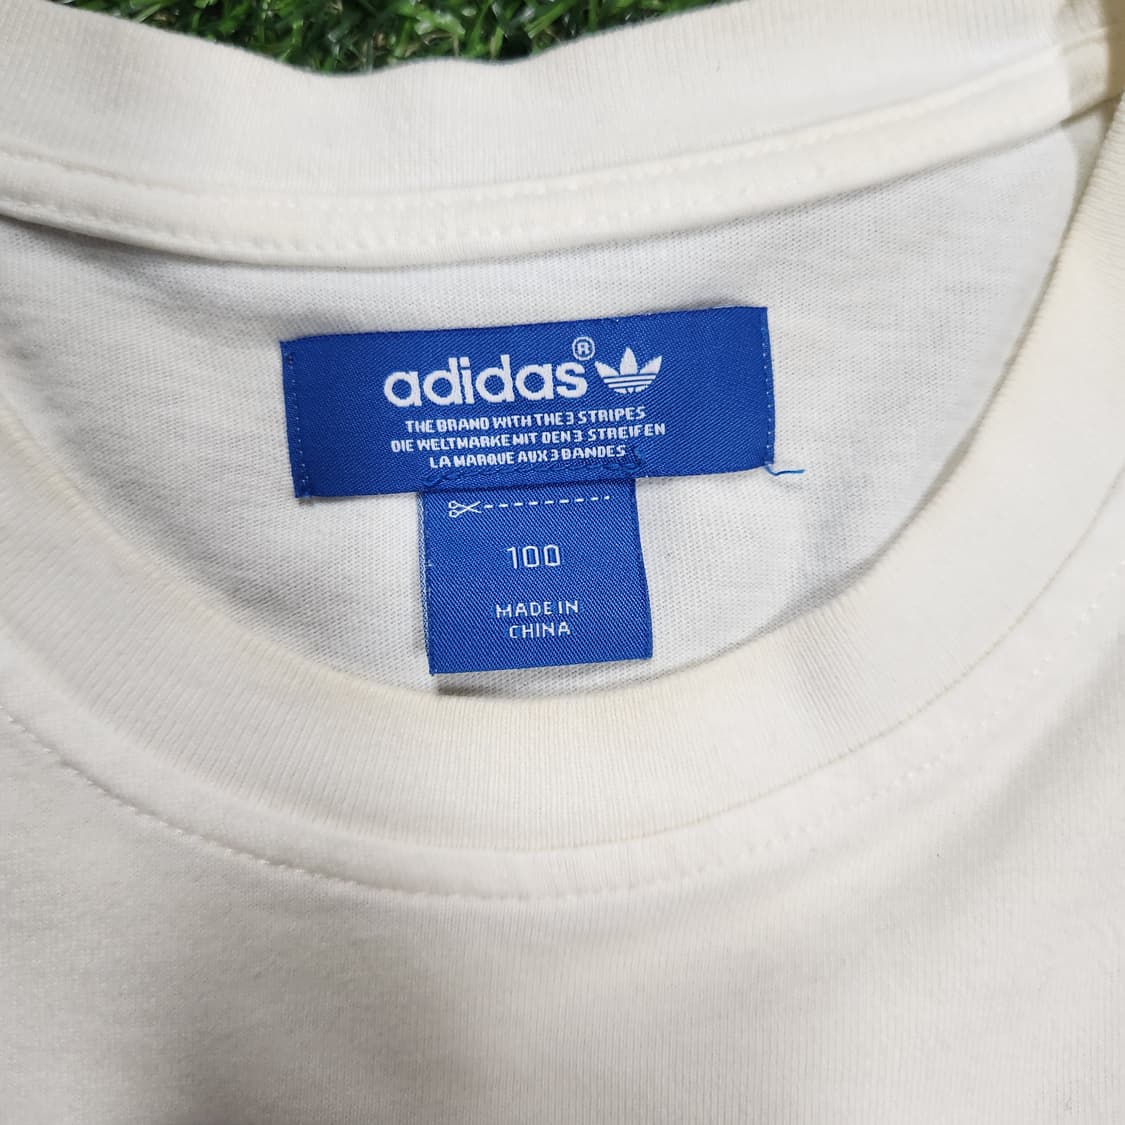 adidas®
THE BRAND WITH THE 3 STRIPES
DIE WELTMARKE MIT DEN 3 STREIFEN
LA MARQUE AUX 3 BANDES
100
MADE IN
CHINA